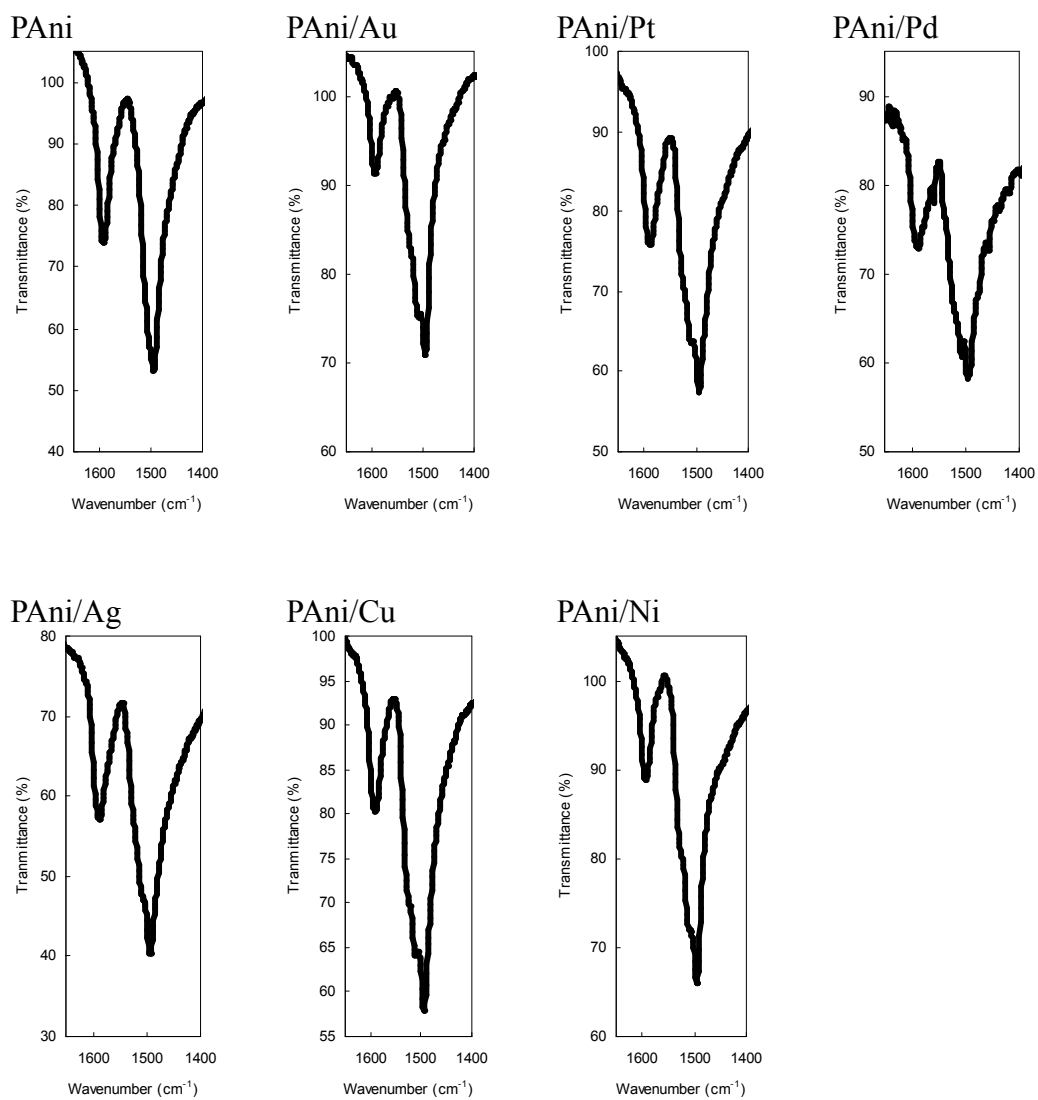 PAni
PAni/Au
PAni/Pt
PAni/Pd
Transmittance (%)
100
90
80
70
60
50
40
1600 1500 1400
Wavenumber (cm⁻¹)
Transmittance (%)
100
90
80
70
60
1600 1500 1400
Wavenumber (cm⁻¹)
Transmittance (%)
100
90
80
70
60
50
1600 1500 1400
Wavenumber (cm⁻¹)
Transmittance (%)
90
80
70
60
50
1600 1500 1400
Wavenumber (cm⁻¹)
PAni/Ag
PAni/Cu
PAni/Ni
Tranmittance (%)
80
70
60
50
40
30
1600 1500 1400
Wavenumber (cm⁻¹)
Tranmittance (%)
100
95
90
85
80
75
70
65
60
55
1600 1500 1400
Wavenumber (cm⁻¹)
Transmittance (%)
100
90
80
70
60
1600 1500 1400
Wavenumber (cm⁻¹)